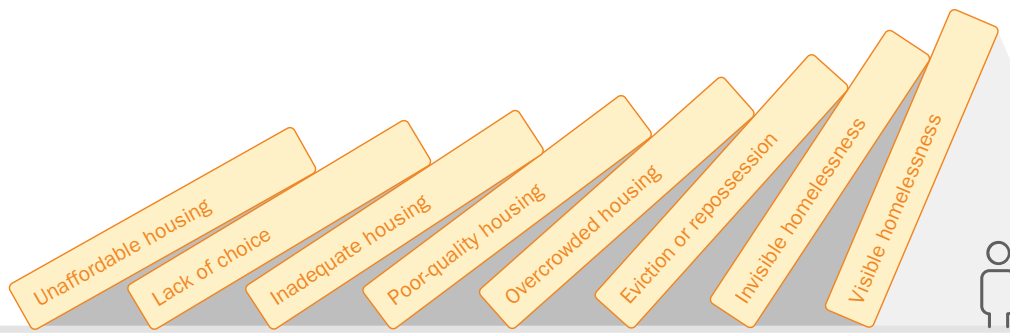 Unaffordable housing
Lack of choice
Inadequate housing
Poor-quality housing
Overcrowded housing
Eviction or repossession
Invisible homelessness
Visible homelessness